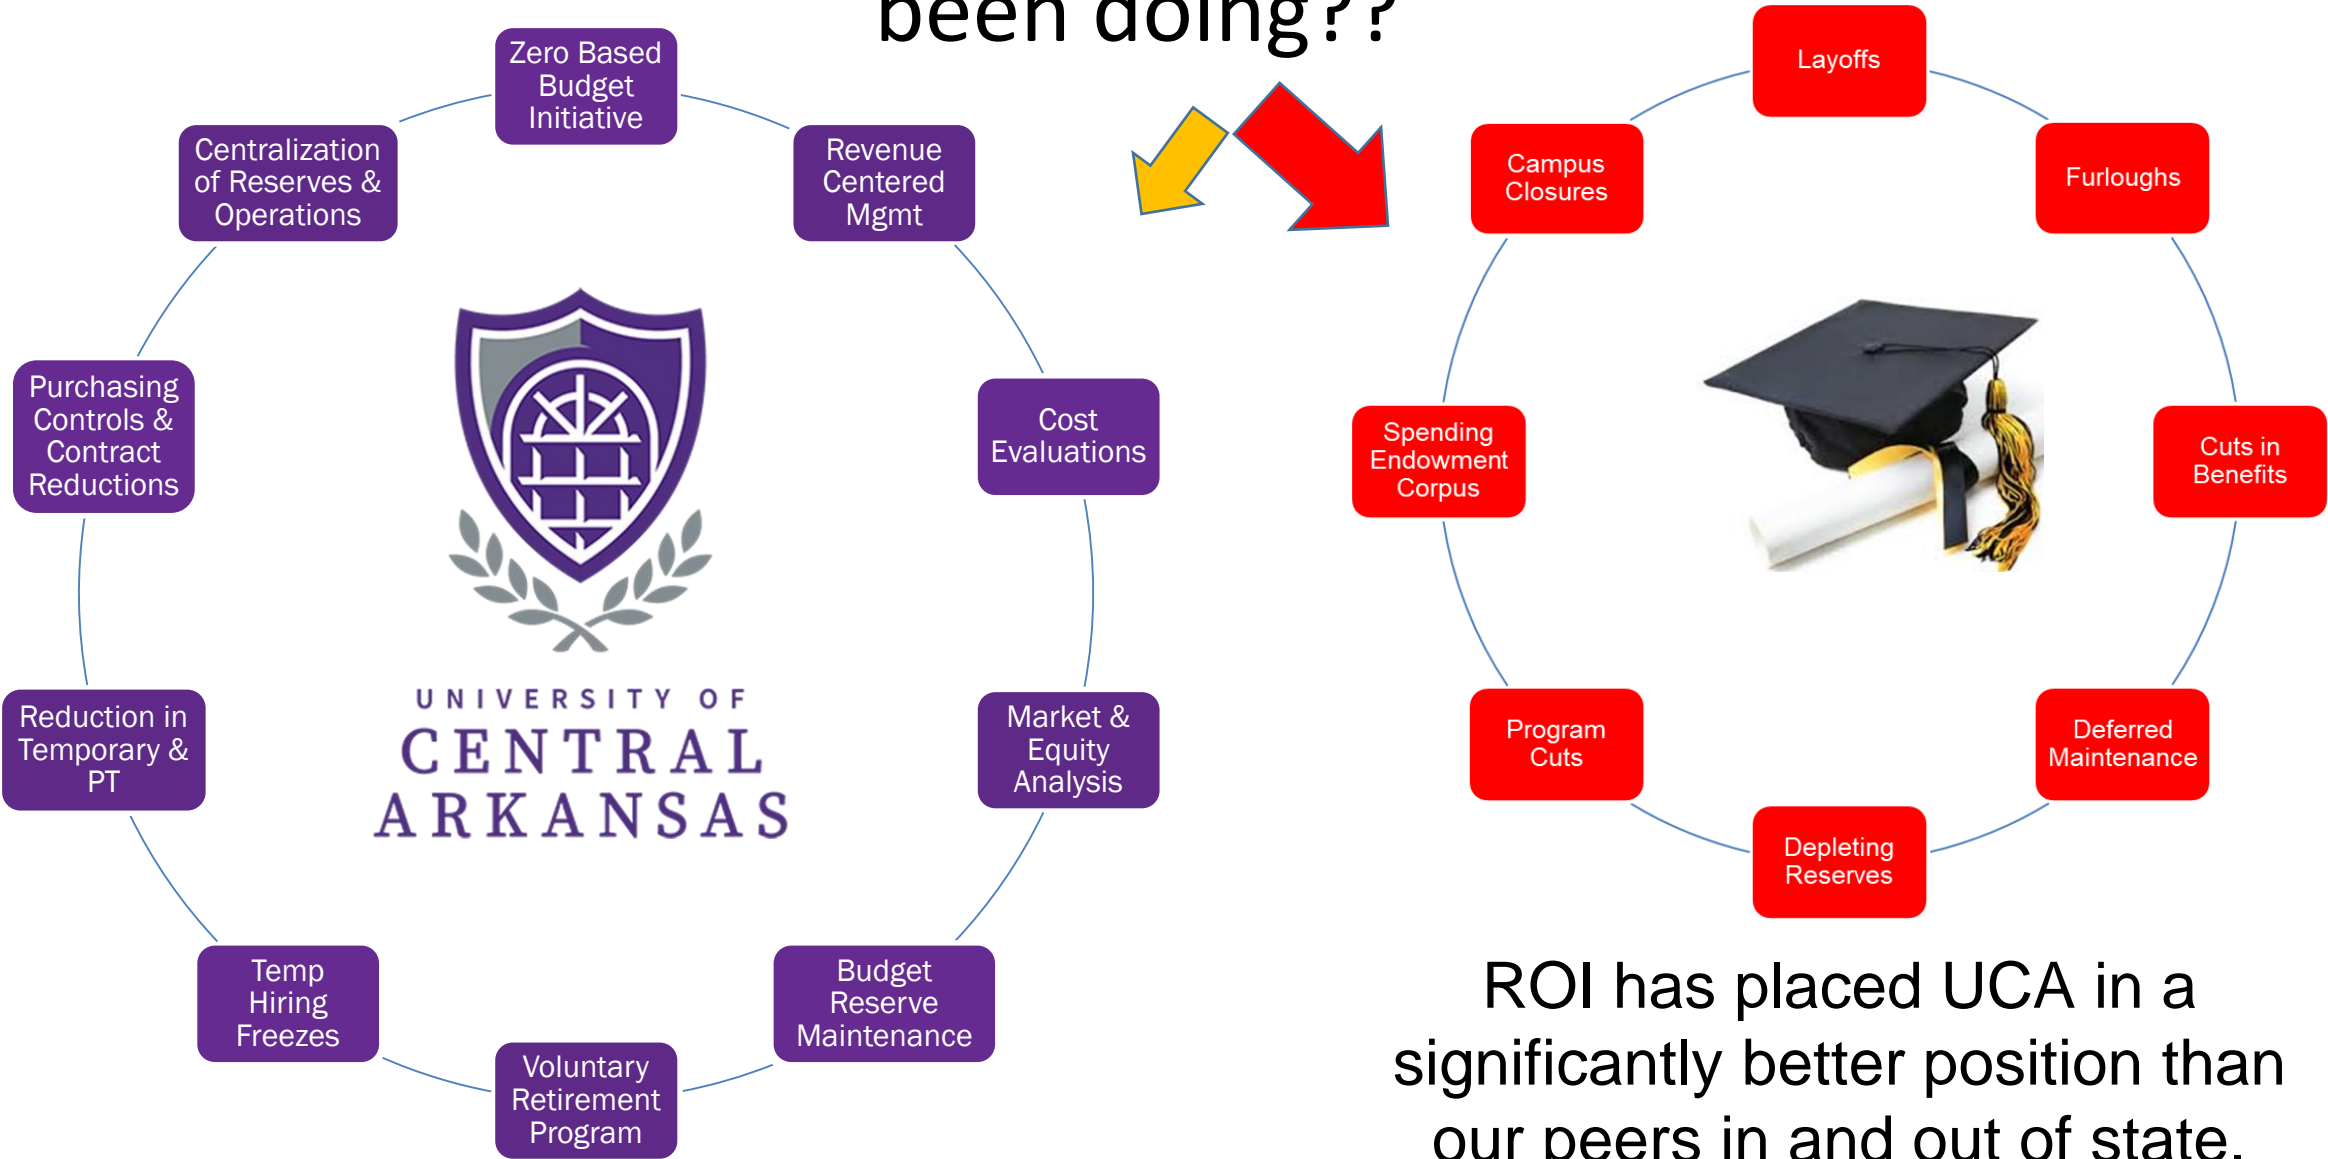 been doing??
Zero Based
Budget
Initiative
Revenue
Centered
Mgmt
Cost
Evaluations
Market &
Equity
Analysis
Budget
Reserve
Maintenance
Voluntary
Retirement
Program
Temp
Hiring
Freezes
Reduction in
Temporary &
PT
Purchasing
Controls &
Contract
Reductions
Centralization
of Reserves &
Operations
UNIVERSITY OF
CENTRAL
ARKANSAS
Layoffs
Furloughs
Cuts in
Benefits
Deferred
Maintenance
Depleting
Reserves
Program
Cuts
Spending
Endowment
Corpus
Campus
Closures
ROI has placed UCA in a
significantly better position than
our peers in and out of state.